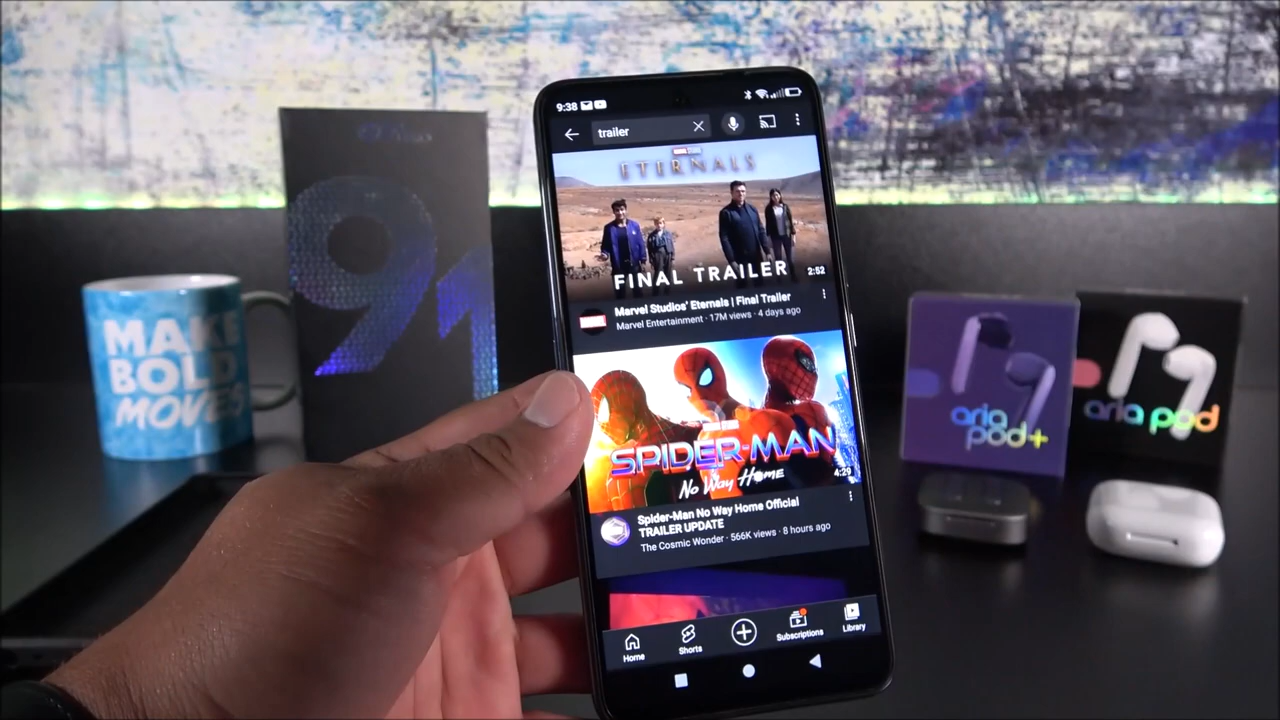 9:38
trailer
MARVEL STUDIOS
ETERNALS
FINAL TRAILER
2:52
Marvel Studios' Eternals | Final Trailer
Marvel Entertainment · 17M views · 4 days ago
SPIDER-MAN
No Way Home
4:29
Spider-Man No Way Home Official
TRAILER UPDATE
The Cosmic Wonder · 566K views · 8 hours ago
Home
Shorts
Subscriptions
Library
MAKE
BOLD
MOVES
91
aria
pod+
aria pod